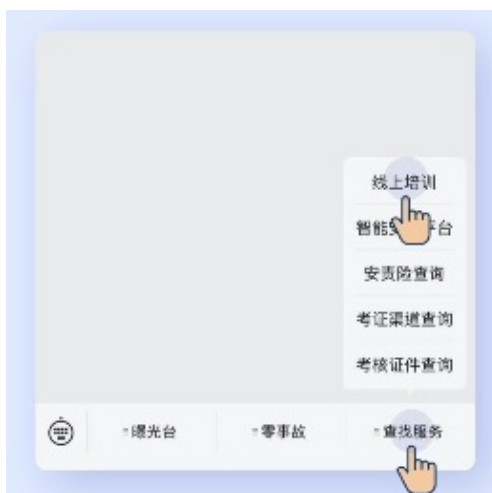 线上培训
智能
平台
安责险查询
考证渠道查询
考核证件查询
曝光台
零事故
查找服务